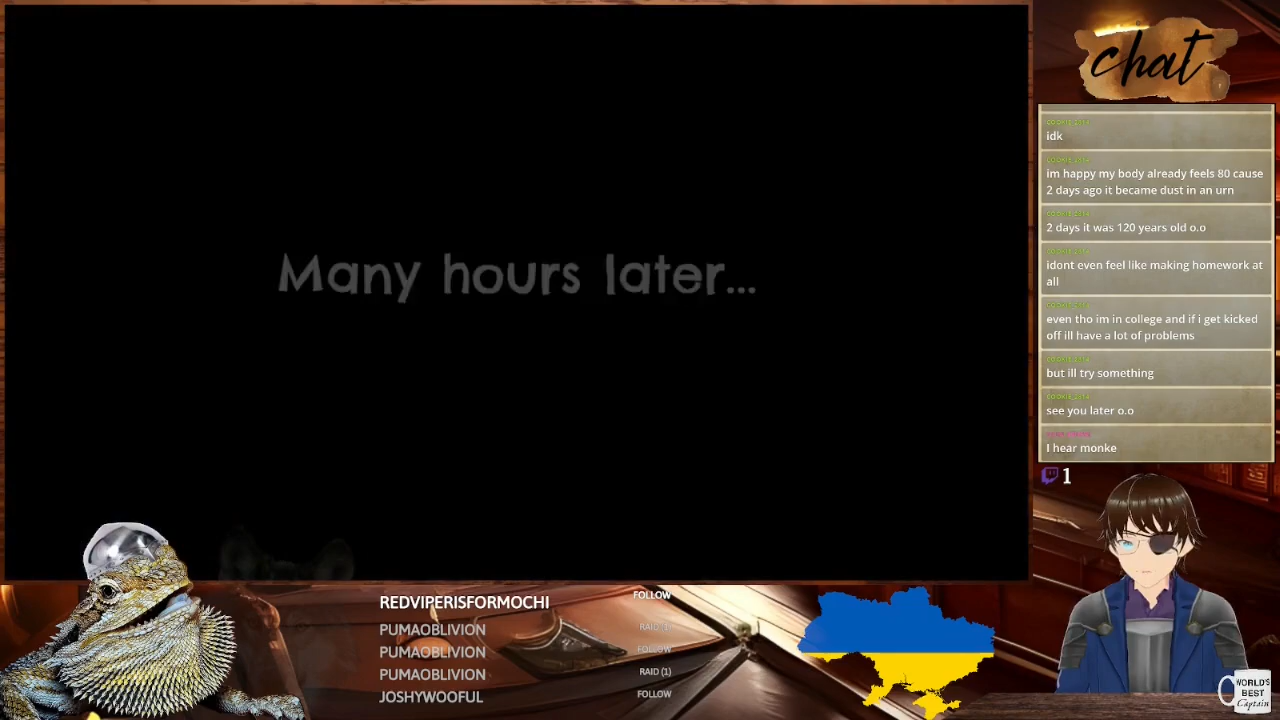 chat
idk
im happy my body already feels 80 cause
2 days ago it became dust in an urn
2 days it was 120 years old o.o
idont even feel like making homework at
all
even tho im in college and if i get kicked
off ill have a lot of problems
but ill try something
see you later o.o
I hear monke
1
Many hours later...
REDVIPERISFORMOCHI FOLLOW
PUMAOBLIVION RAID (1)
PUMAOBLIVION FOLLOW
PUMAOBLIVION RAID (1)
JOSHYWOOFUL FOLLOW
WORLD'S
BEST
Captain